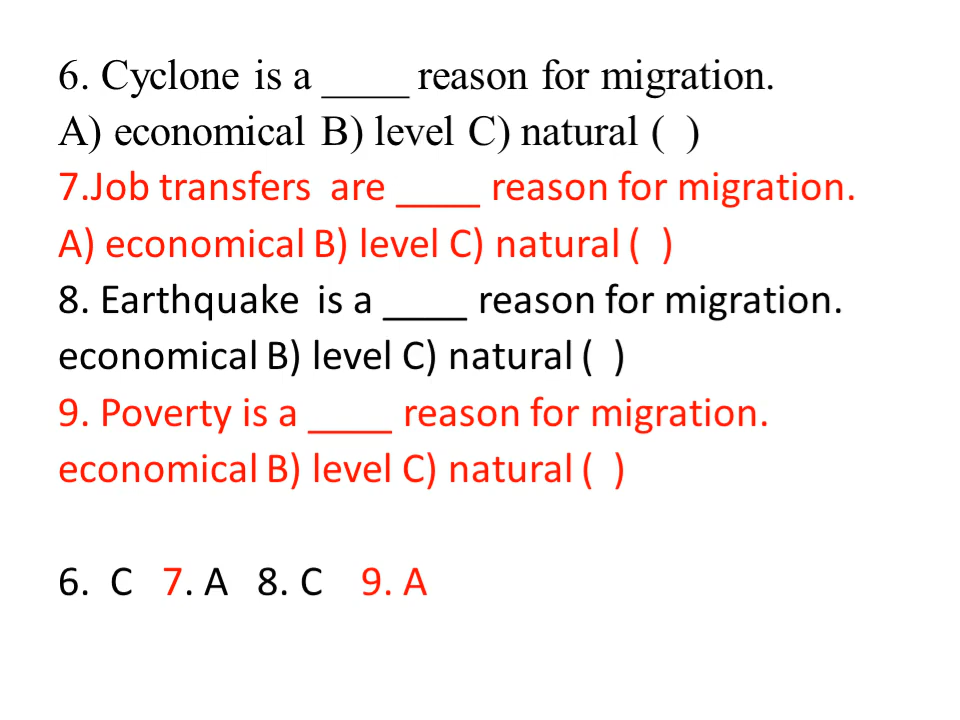 6. Cyclone is a ____ reason for migration.
A) economical B) level C) natural ( )
7.Job transfers are ____ reason for migration.
A) economical B) level C) natural ( )
8. Earthquake is a ____ reason for migration.
economical B) level C) natural ( )
9. Poverty is a ____ reason for migration.
economical B) level C) natural ( )
6. C 7. A 8. C 9. A